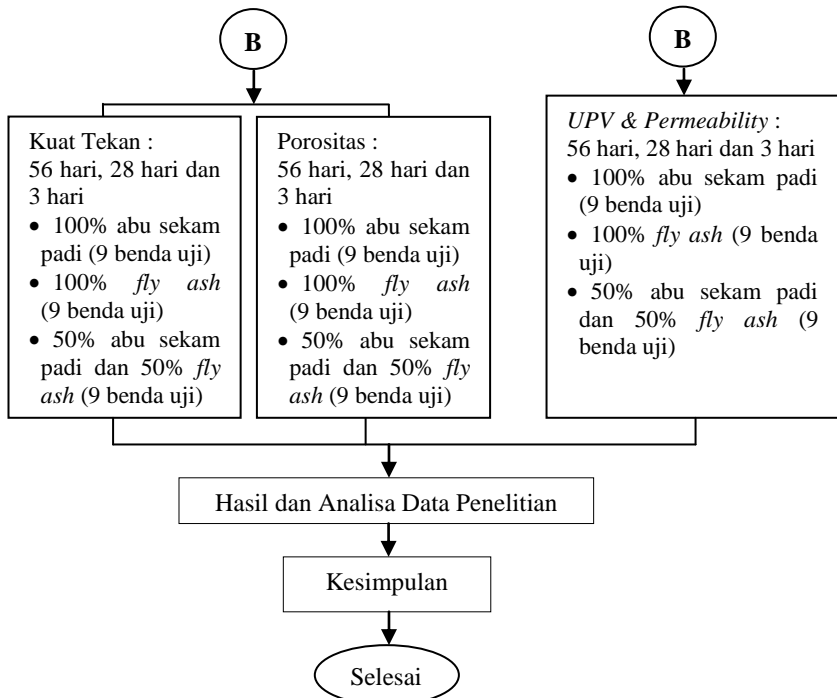 B
B
Kuat Tekan :
56 hari, 28 hari dan
3 hari
• 100% abu sekam
padi (9 benda uji)
• 100% fly ash
(9 benda uji)
• 50% abu sekam
padi dan 50% fly
ash (9 benda uji)
Porositas :
56 hari, 28 hari dan
3 hari
• 100% abu sekam
padi (9 benda uji)
• 100% fly ash
(9 benda uji)
• 50% abu sekam
padi dan 50% fly
ash (9 benda uji)
UPV & Permeability :
56 hari, 28 hari dan 3 hari
• 100% abu sekam padi
(9 benda uji)
• 100% fly ash (9 benda
uji)
• 50% abu sekam padi
dan 50% fly ash (9
benda uji)
Hasil dan Analisa Data Penelitian
Kesimpulan
Selesai